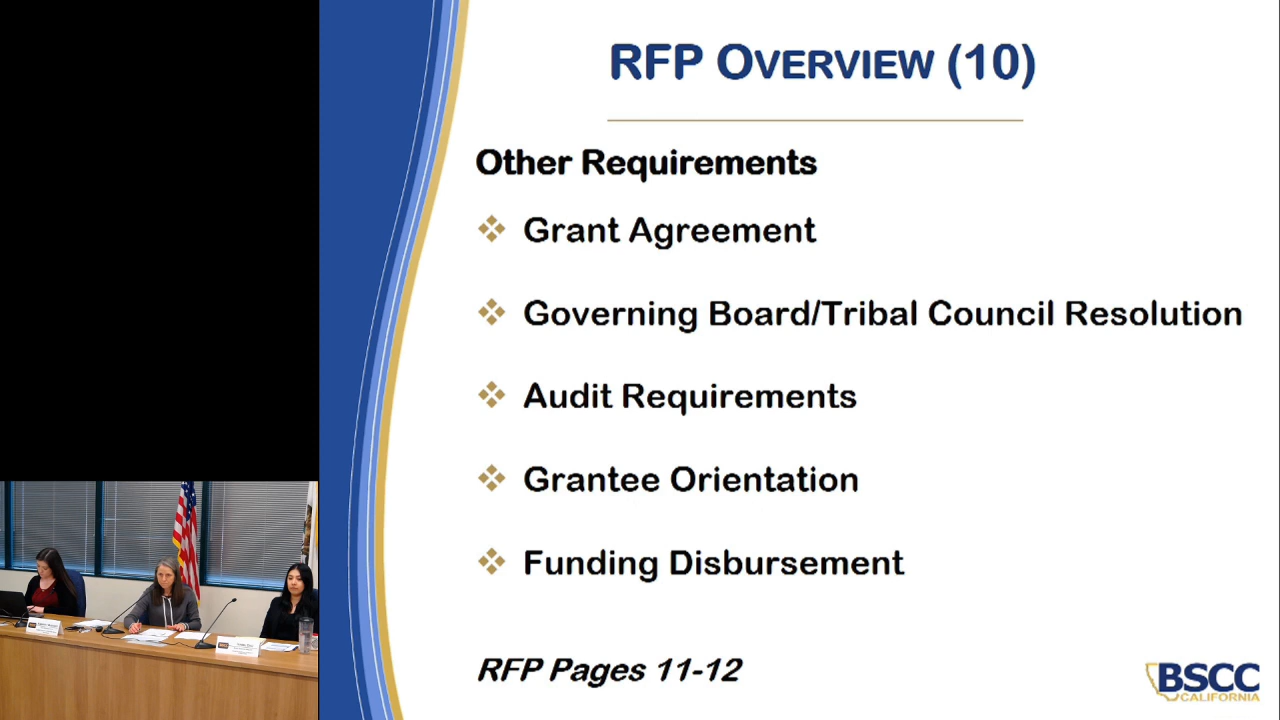 RFP OVERVIEW (10)
Other Requirements
❖ Grant Agreement
❖ Governing Board/Tribal Council Resolution
❖ Audit Requirements
❖ Grantee Orientation
❖ Funding Disbursement
RFP Pages 11-12
BSCC
CALIFORNIA